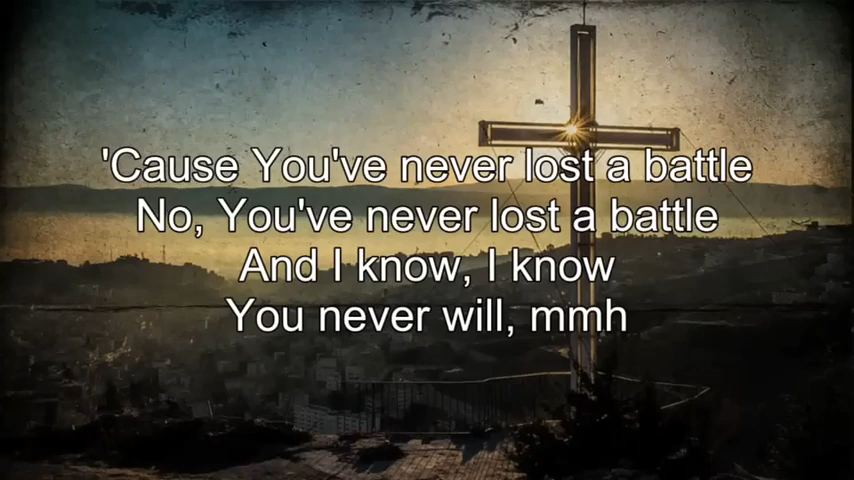 'Cause You've never lost a battle
No, You've never lost a battle
And I know, I know
You never will, mmh